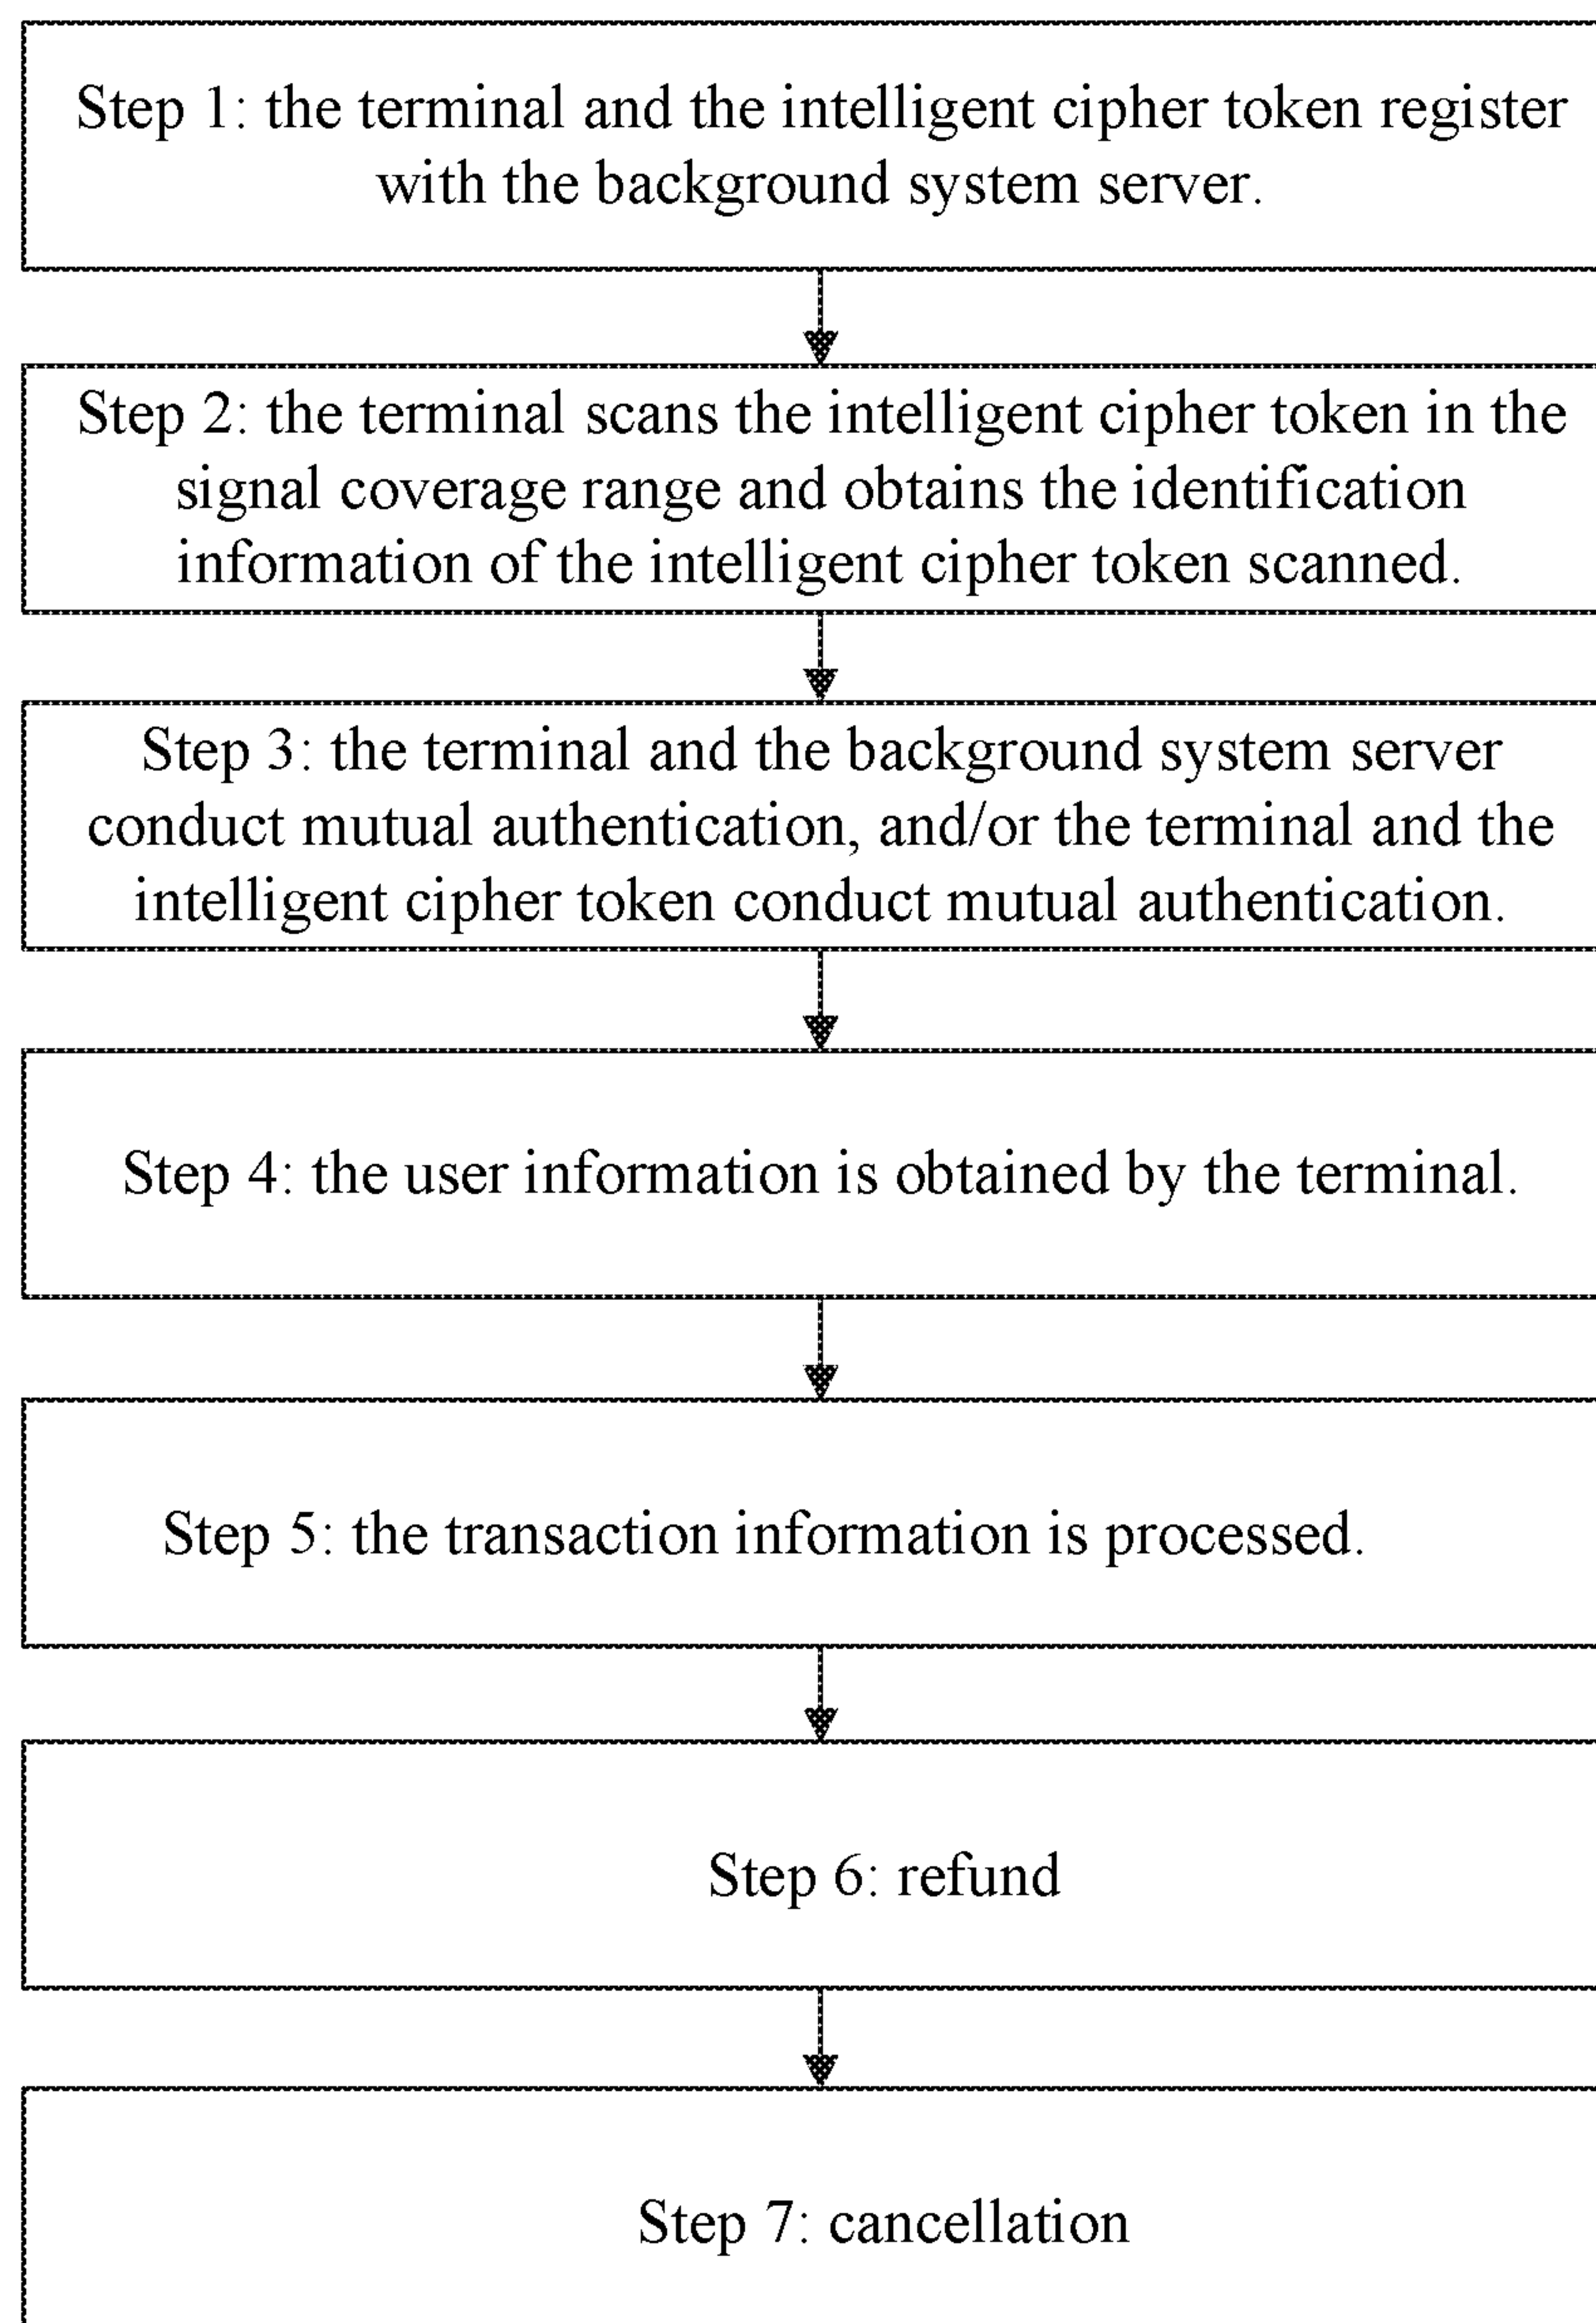 Step 1: the terminal and the intelligent cipher token register
with the background system server.
Step 2: the terminal scans the intelligent cipher token in the
signal coverage range and obtains the identification
information of the intelligent cipher token scanned.
Step 3: the terminal and the background system server
conduct mutual authentication, and/or the terminal and the
intelligent cipher token conduct mutual authentication.
Step 4: the user information is obtained by the terminal.
Step 5: the transaction information is processed.
Step 6: refund
Step 7: cancellation